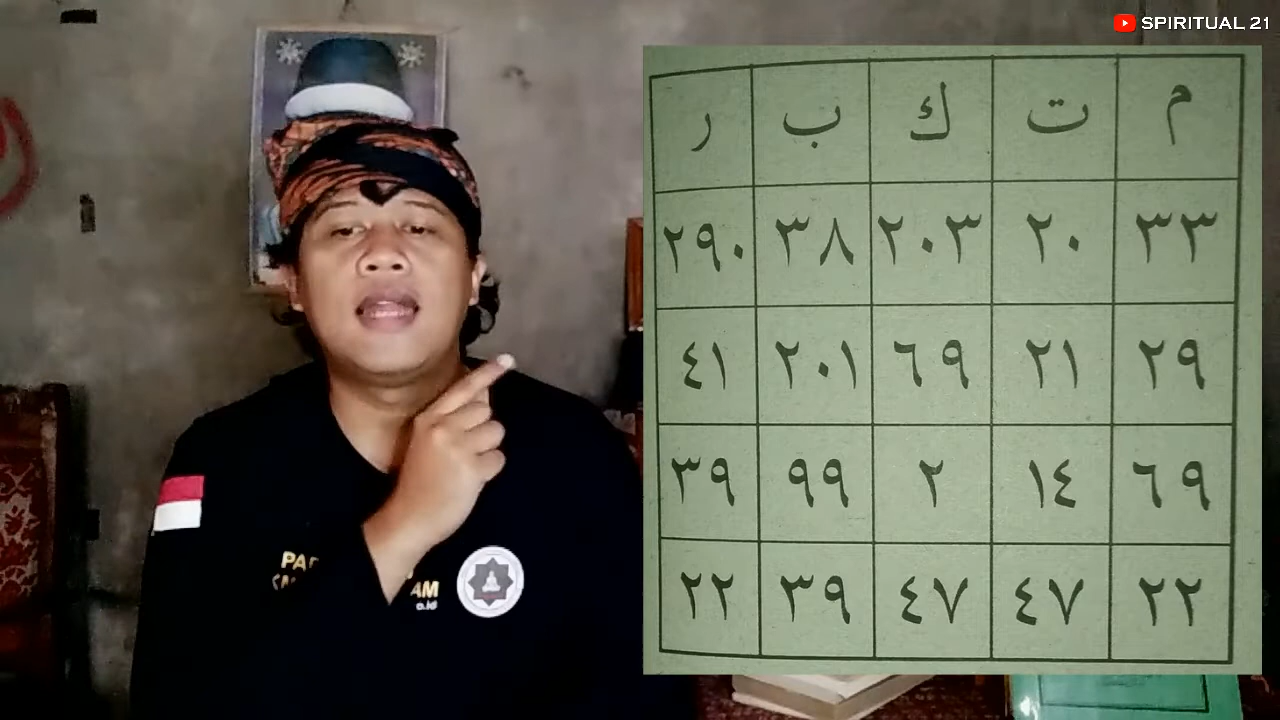 SPIRITUAL 21
م ت ك ب ر
٣٣ ٢٠ ٢٠٣ ٣٨ ٢٩٠
٢٩ ٢١ ٦٩ ٢٠١ ٤١
٦٩ ١٤ ٢ ٩٩ ٣٩
٢٢ ٤٧ ٤٧ ٣٩ ٢٢